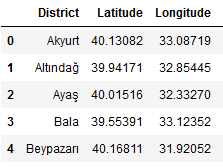 District Latitude Longitude
0 Akyurt 40.13082 33.08719
1 Altındağ 39.94171 32.85445
2 Ayaş 40.01516 32.33270
3 Bala 39.55391 33.12352
4 Beypazarı 40.16811 31.92052